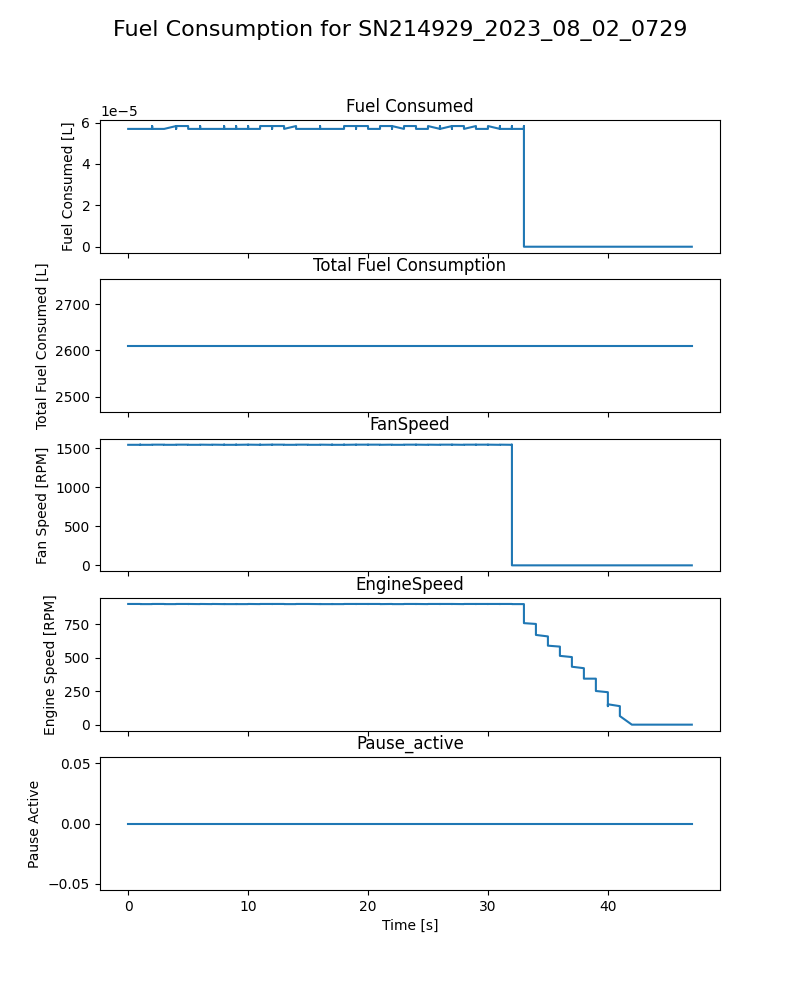 Fuel Consumption for SN214929_2023_08_02_0729
Fuel Consumed
1e−5
Fuel Consumed [L]
6
4
2
0
Total Fuel Consumption
Total Fuel Consumed [L]
2700
2600
2500
FanSpeed
Fan Speed [RPM]
1500
1000
500
0
EngineSpeed
Engine Speed [RPM]
750
500
250
0
Pause_active
Pause Active
0.05
0.00
−0.05
0 10 20 30 40
Time [s]